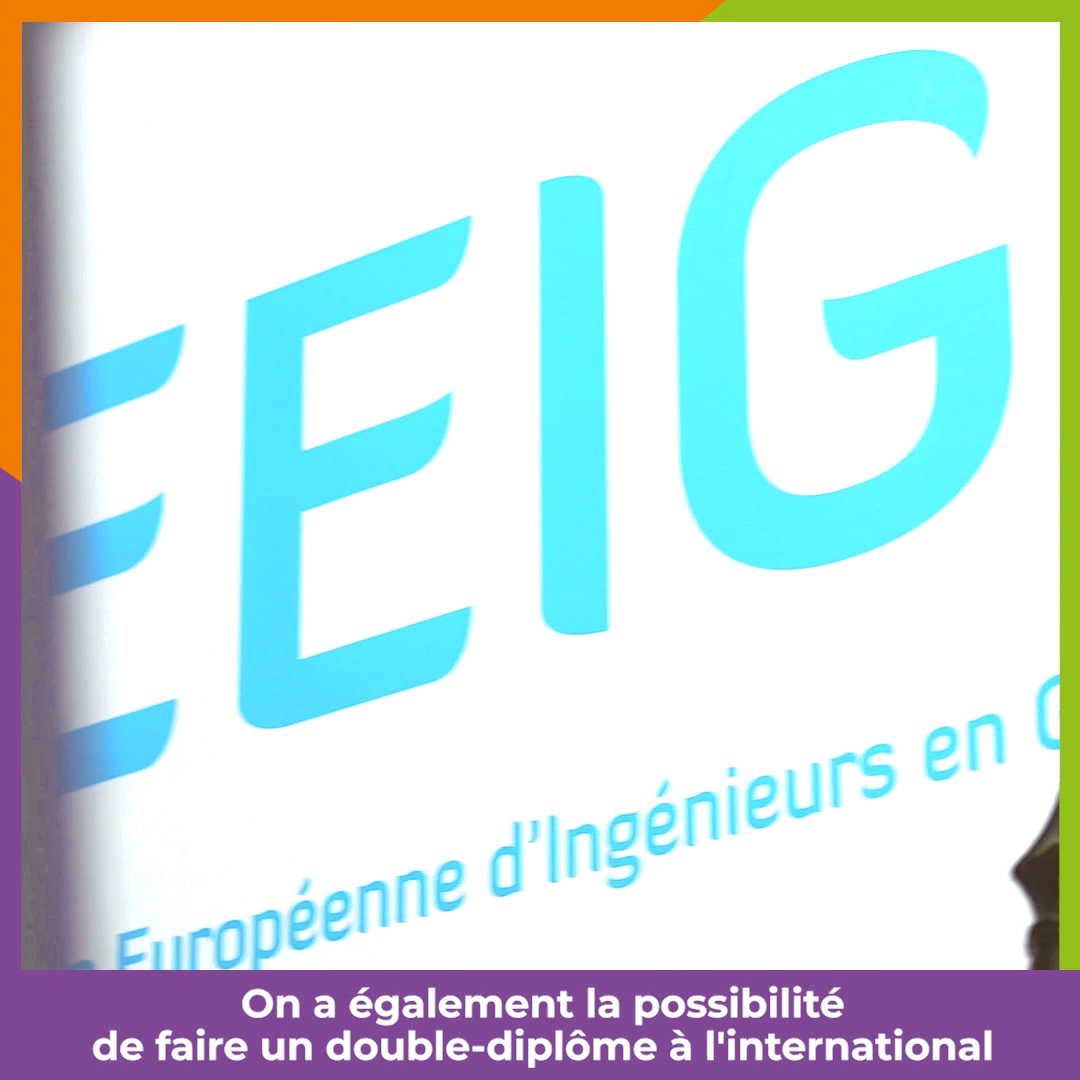 EEIG
Européenne d'Ingénieurs en
On a également la possibilité
de faire un double-diplôme à l'international